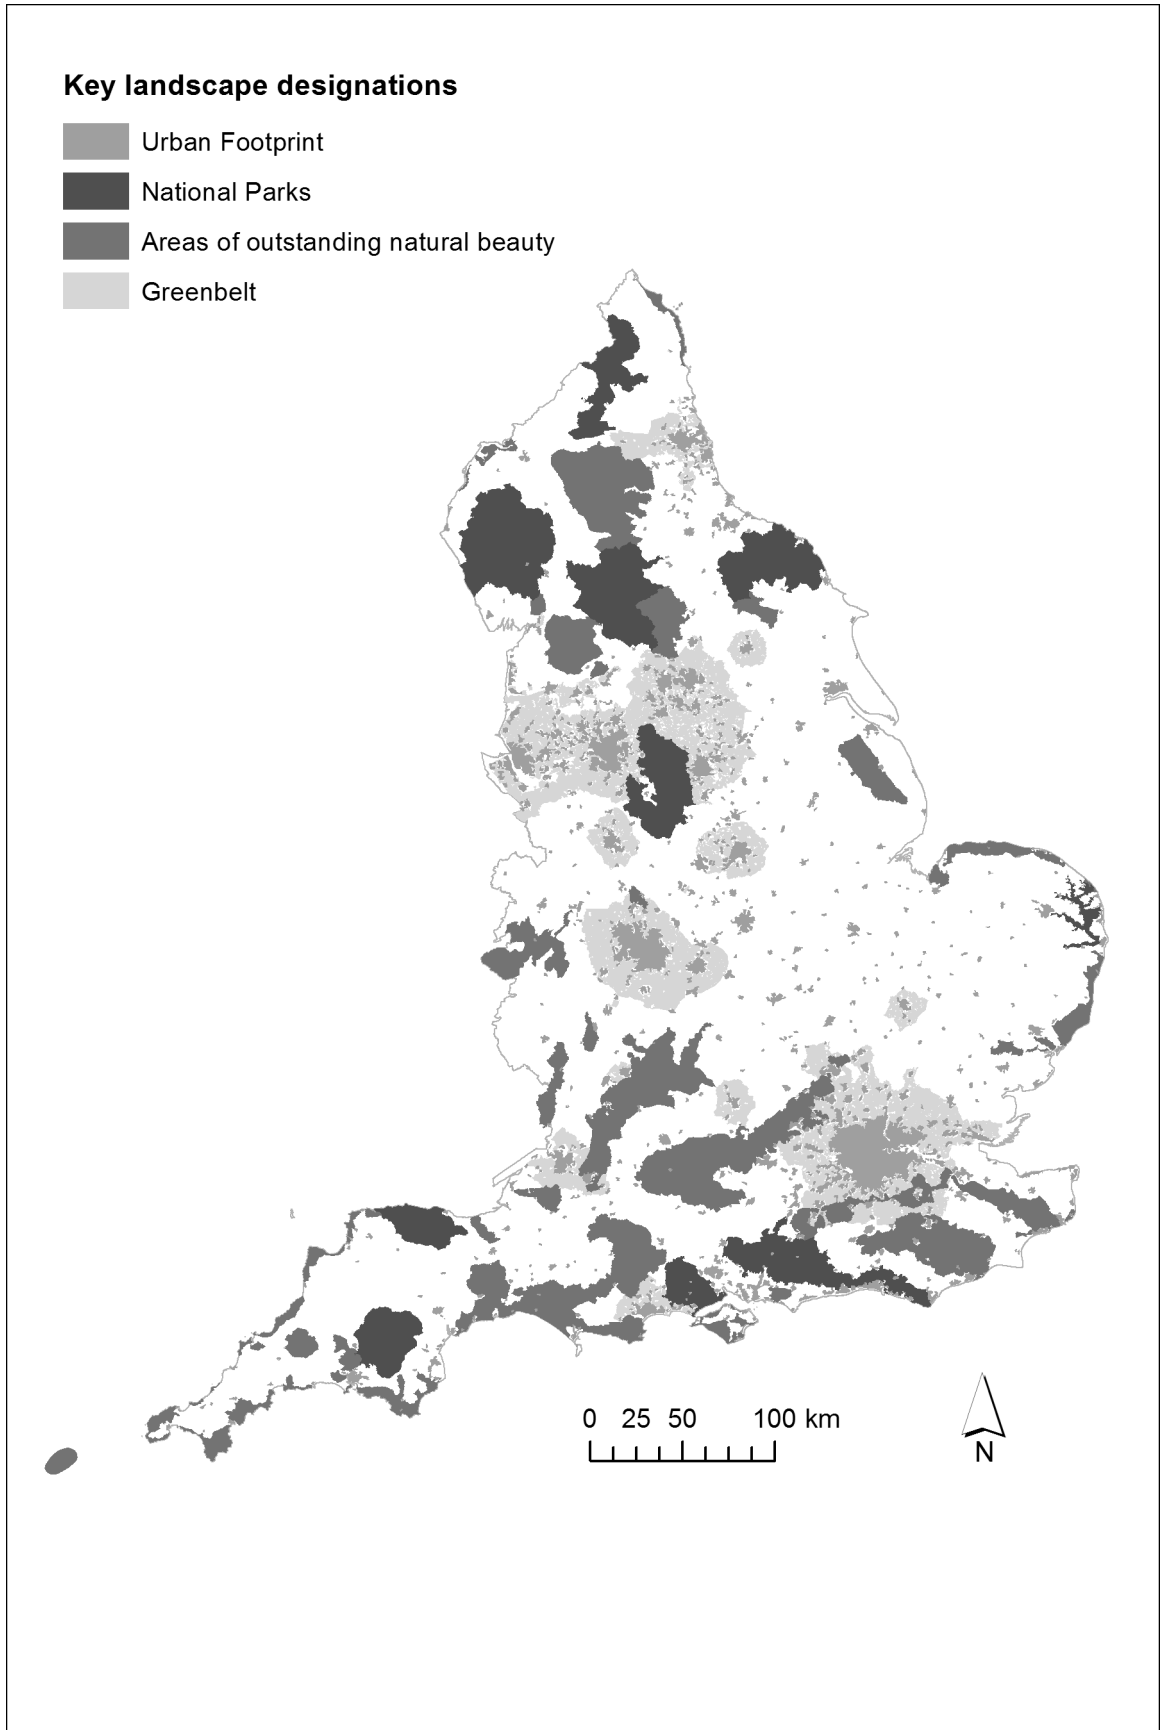 Key landscape designations
Urban Footprint
National Parks
Areas of outstanding natural beauty
Greenbelt
0 25 50 100 km
N